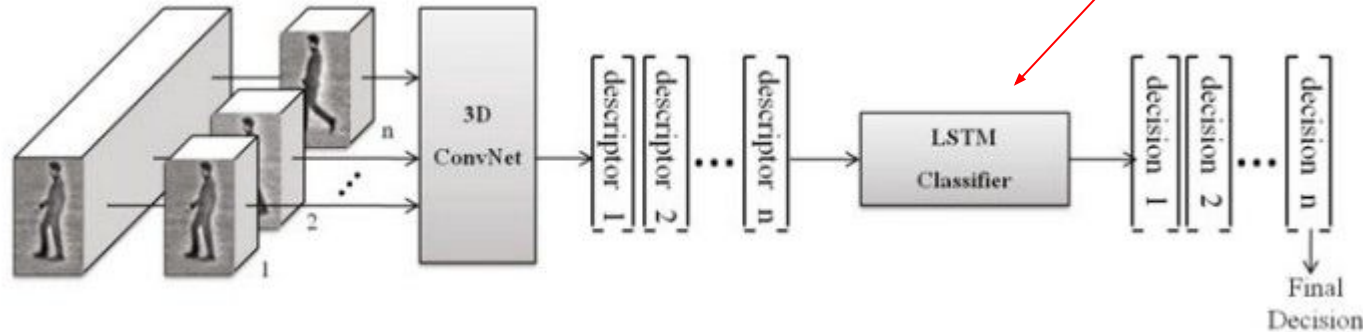 n
2
1
3D
ConvNet
descriptor 1
descriptor 2
descriptor n
LSTM
Classifier
decision 1
decision 2
decision n
Final
Decision